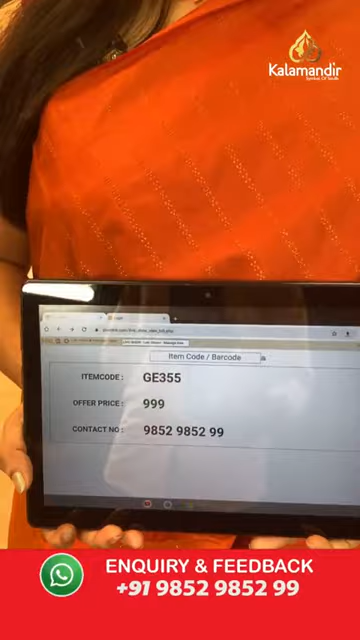 Kalamandir
Item Code / Barcode
ITEMCODE : GE355
OFFER PRICE : 999
CONTACT NO : 9852 9852 99
ENQUIRY & FEEDBACK
+91 9852 9852 99